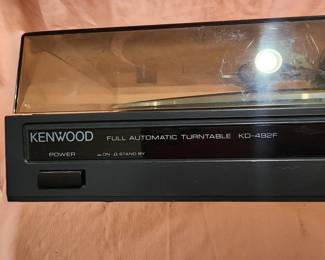 KENWOOD FULL AUTOMATIC TURNTABLE KD-492F
POWER ON STAND BY